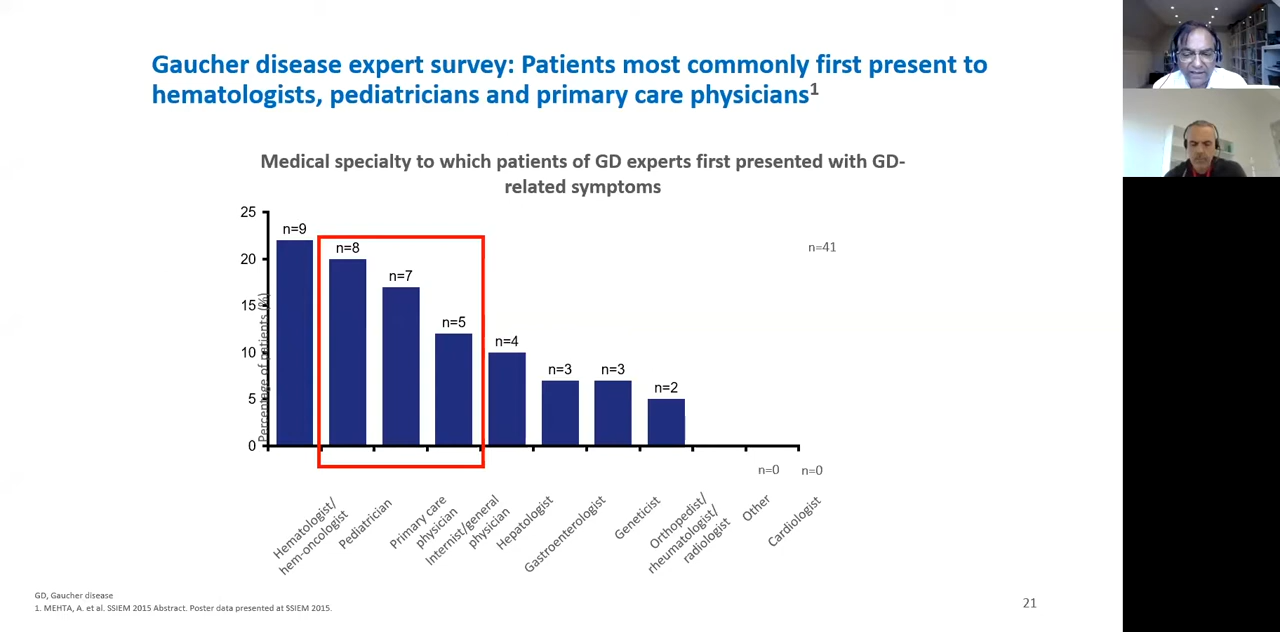 Gaucher disease expert survey: Patients most commonly first present to
hematologists, pediatricians and primary care physicians1
Medical specialty to which patients of GD experts first presented with GD-
related symptoms
25
20
15
10
5
0
Percentage of patients (%)
n=9
n=8
n=7
n=5
n=4
n=3
n=3
n=2
n=0
n=0
n=41
Hematologist/
hem-oncologist
Pediatrician
Primary care
physician
Internist/general
physician
Hepatologist
Gastroenterologist
Geneticist
Orthopedist/
rheumatologist/
radiologist
Other
Cardiologist
GD, Gaucher disease
1. MEHTA, A. et al. SSIEM 2015 Abstract. Poster data presented at SSIEM 2015.
21